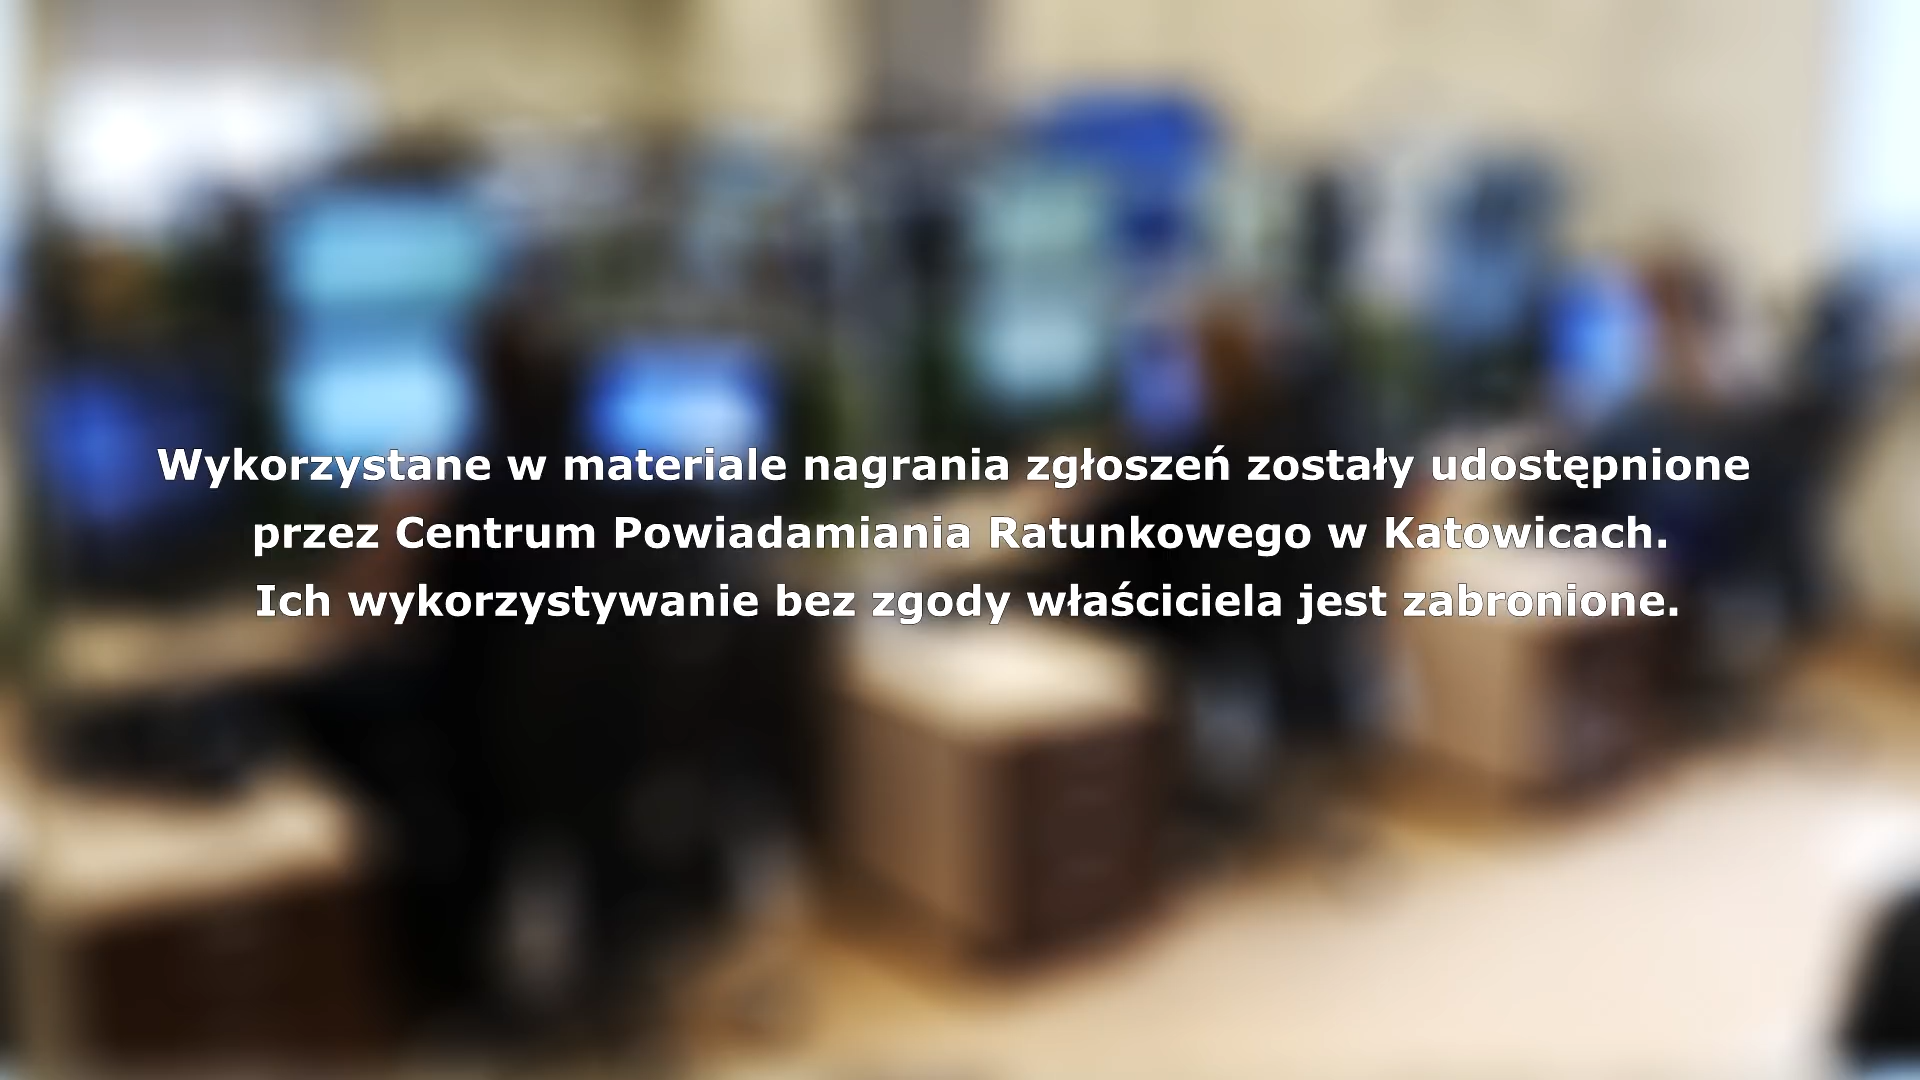 Wykorzystane w materiale nagrania zgłoszeń zostały udostępnione
przez Centrum Powiadamiania Ratunkowego w Katowicach.
Ich wykorzystywanie bez zgody właściciela jest zabronione.